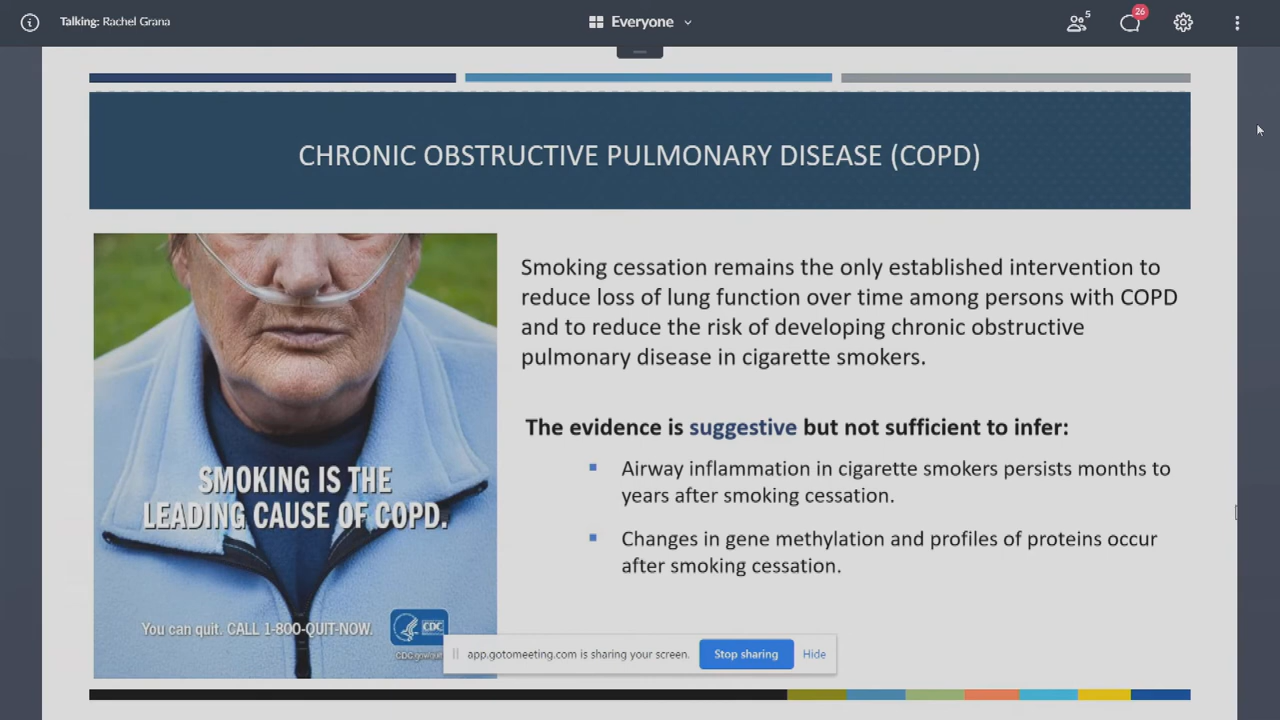 Talking: Rachel Grana
Everyone
5
26
CHRONIC OBSTRUCTIVE PULMONARY DISEASE (COPD)
Smoking cessation remains the only established intervention to
reduce loss of lung function over time among persons with COPD
and to reduce the risk of developing chronic obstructive
pulmonary disease in cigarette smokers.
The evidence is suggestive but not sufficient to infer:
Airway inflammation in cigarette smokers persists months to
years after smoking cessation.
Changes in gene methylation and profiles of proteins occur
after smoking cessation.
SMOKING IS THE
LEADING CAUSE OF COPD.
You can quit. CALL 1-800-QUIT-NOW.
CDC
app.gotomeeting.com is sharing your screen.
Stop sharing
Hide